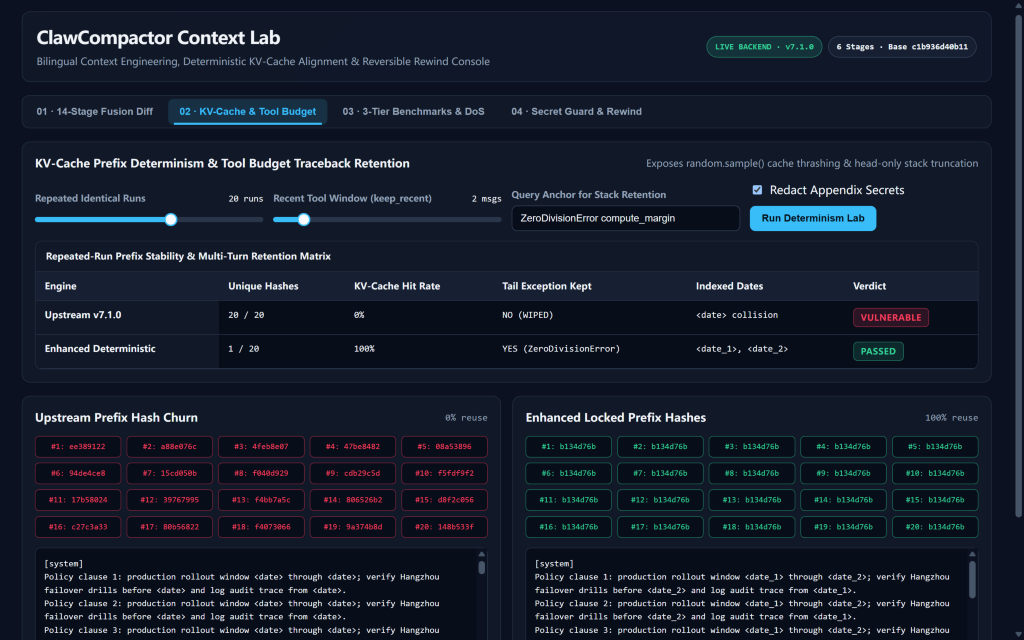 ClawCompactor Context Lab
Bilingual Context Engineering, Deterministic KV-Cache Alignment & Reversible Rewind Console
LIVE BACKEND · v7.1.0
6 Stages · Base c1b936d40b11
01 · 14-Stage Fusion Diff
02 · KV-Cache & Tool Budget
03 · 3-Tier Benchmarks & DoS
04 · Secret Guard & Rewind
KV-Cache Prefix Determinism & Tool Budget Traceback Retention
Exposes random.sample() cache thrashing & head-only stack truncation
Repeated Identical Runs
20 runs
Recent Tool Window (keep_recent)
2 msgs
Query Anchor for Stack Retention
ZeroDivisionError compute_margin
Redact Appendix Secrets
Run Determinism Lab
Repeated-Run Prefix Stability & Multi-Turn Retention Matrix
Engine Unique Hashes KV-Cache Hit Rate Tail Exception Kept Indexed Dates Verdict
Upstream v7.1.0 20 / 20 0% NO (WIPED) <date> collision VULNERABLE
Enhanced Deterministic 1 / 20 100% YES (ZeroDivisionError) <date_1>, <date_2> PASSED
Upstream Prefix Hash Churn
0% reuse
#1: ee389122 #2: a88e076c #3: 4feb8e07 #4: 47be8482 #5: 08a53896
#6: 94de4ce8 #7: 15cd050b #8: f040d929 #9: cdb29c5d #10: f5fdf9f2
#11: 17b58024 #12: 39767995 #13: f4bb7a5c #14: 806526b2 #15: d8f2c056
#16: c27c3a33 #17: 80b56822 #18: f4073066 #19: 9a374b8d #20: 148b533f
[system]
Policy clause 1: production rollout window <date> through <date>; verify Hangzhou
failover drills before <date> and log audit trace from <date>.
Policy clause 2: production rollout window <date> through <date>; verify Hangzhou
failover drills before <date> and log audit trace from <date>.
Policy clause 3: production rollout window <date> through <date>; verify Hangzhou
Enhanced Locked Prefix Hashes
100% reuse
#1: b134d76b #2: b134d76b #3: b134d76b #4: b134d76b #5: b134d76b
#6: b134d76b #7: b134d76b #8: b134d76b #9: b134d76b #10: b134d76b
#11: b134d76b #12: b134d76b #13: b134d76b #14: b134d76b #15: b134d76b
#16: b134d76b #17: b134d76b #18: b134d76b #19: b134d76b #20: b134d76b
[system]
Policy clause 1: production rollout window <date_1> through <date_2>; verify Hangzhou
failover drills before <date_2> and log audit trace from <date_1>.
Policy clause 2: production rollout window <date_1> through <date_2>; verify Hangzhou
failover drills before <date_2> and log audit trace from <date_1>.
Policy clause 3: production rollout window <date_1> through <date_2>; verify Hangzhou